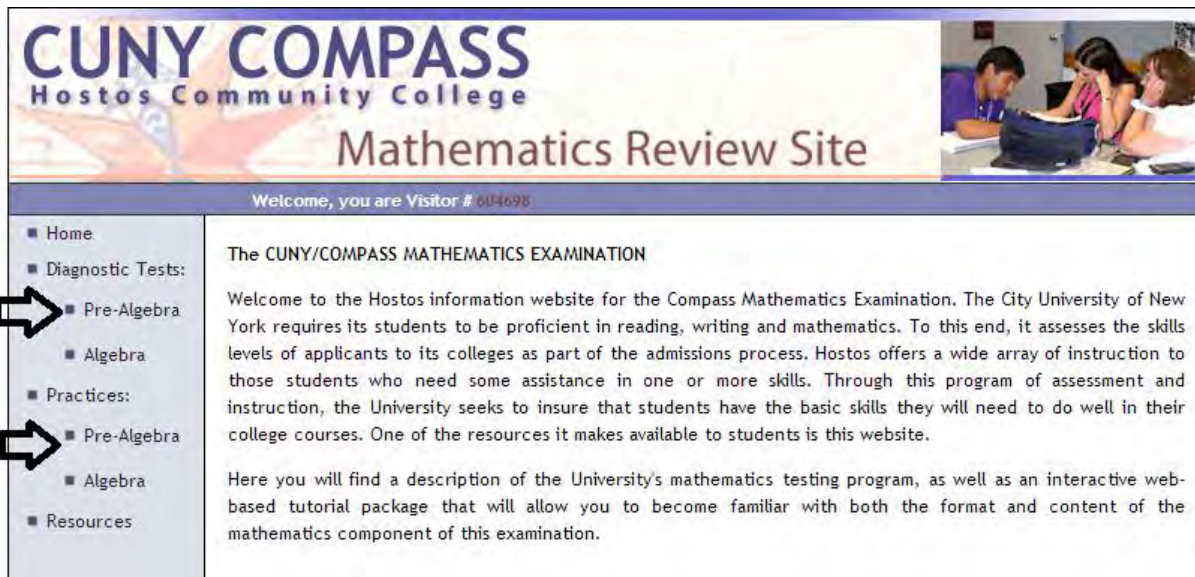 CUNY COMPASS
Hostos Community College
Mathematics Review Site
Welcome, you are Visitor # 604698
Home
Diagnostic Tests:
Pre-Algebra
Algebra
Practices:
Pre-Algebra
Algebra
Resources
The CUNY/COMPASS MATHEMATICS EXAMINATION
Welcome to the Hostos information website for the Compass Mathematics Examination. The City University of New
York requires its students to be proficient in reading, writing and mathematics. To this end, it assesses the skills
levels of applicants to its colleges as part of the admissions process. Hostos offers a wide array of instruction to
those students who need some assistance in one or more skills. Through this program of assessment and
instruction, the University seeks to insure that students have the basic skills they will need to do well in their
college courses. One of the resources it makes available to students is this website.
Here you will find a description of the University's mathematics testing program, as well as an interactive web-
based tutorial package that will allow you to become familiar with both the format and content of the
mathematics component of this examination.